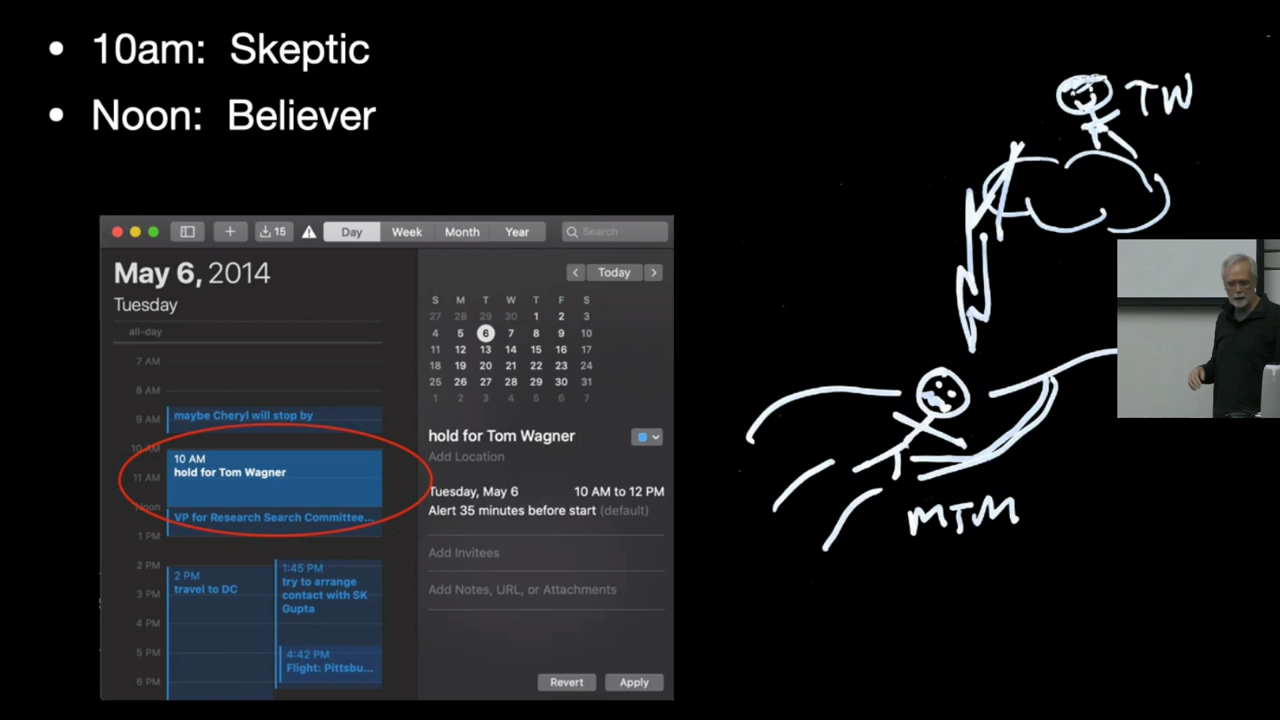 • 10am: Skeptic
• Noon: Believer
TW
15
Day Week Month Year
Search
May 6, 2014
Tuesday
all-day
7 AM
8 AM
9 AM
maybe Cheryl will stop by
10 AM
10 AM
hold for Tom Wagner
11 AM
Noon
VP for Research Search Committee...
1 PM
2 PM
2 PM
travel to DC
1:45 PM
try to arrange
contact with SK
Gupta
3 PM
4 PM
4:42 PM
Flight: Pittsbu...
5 PM
6 PM
Today
S M T W T F S
27 28 29 30 1 2 3
4 5 6 7 8 9 10
11 12 13 14 15 16 17
18 19 20 21 22 23 24
25 26 27 28 29 30 31
1 2 3 4 5 6 7
hold for Tom Wagner
Add Location
Tuesday, May 6 10 AM to 12 PM
Alert 35 minutes before start (default)
Add Invitees
Add Notes, URL, or Attachments
Revert Apply
MTM